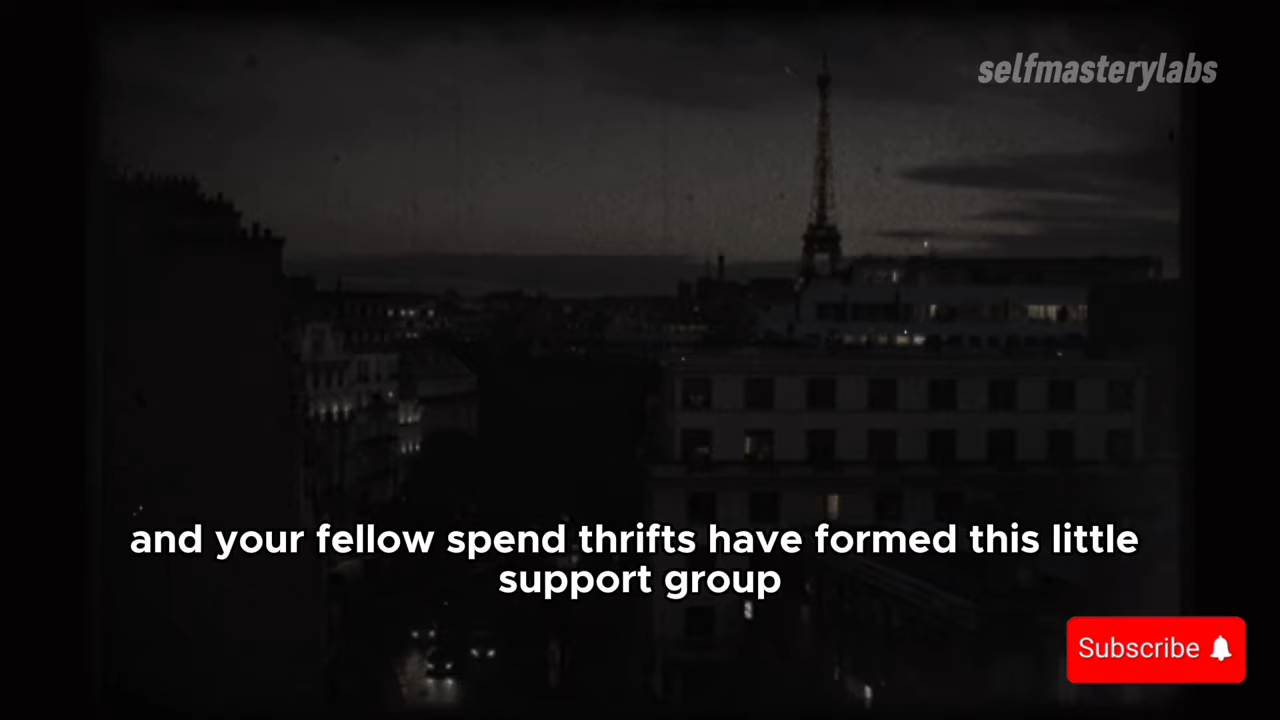 selfmasterylabs
and your fellow spend thrifts have formed this little
support group
Subscribe